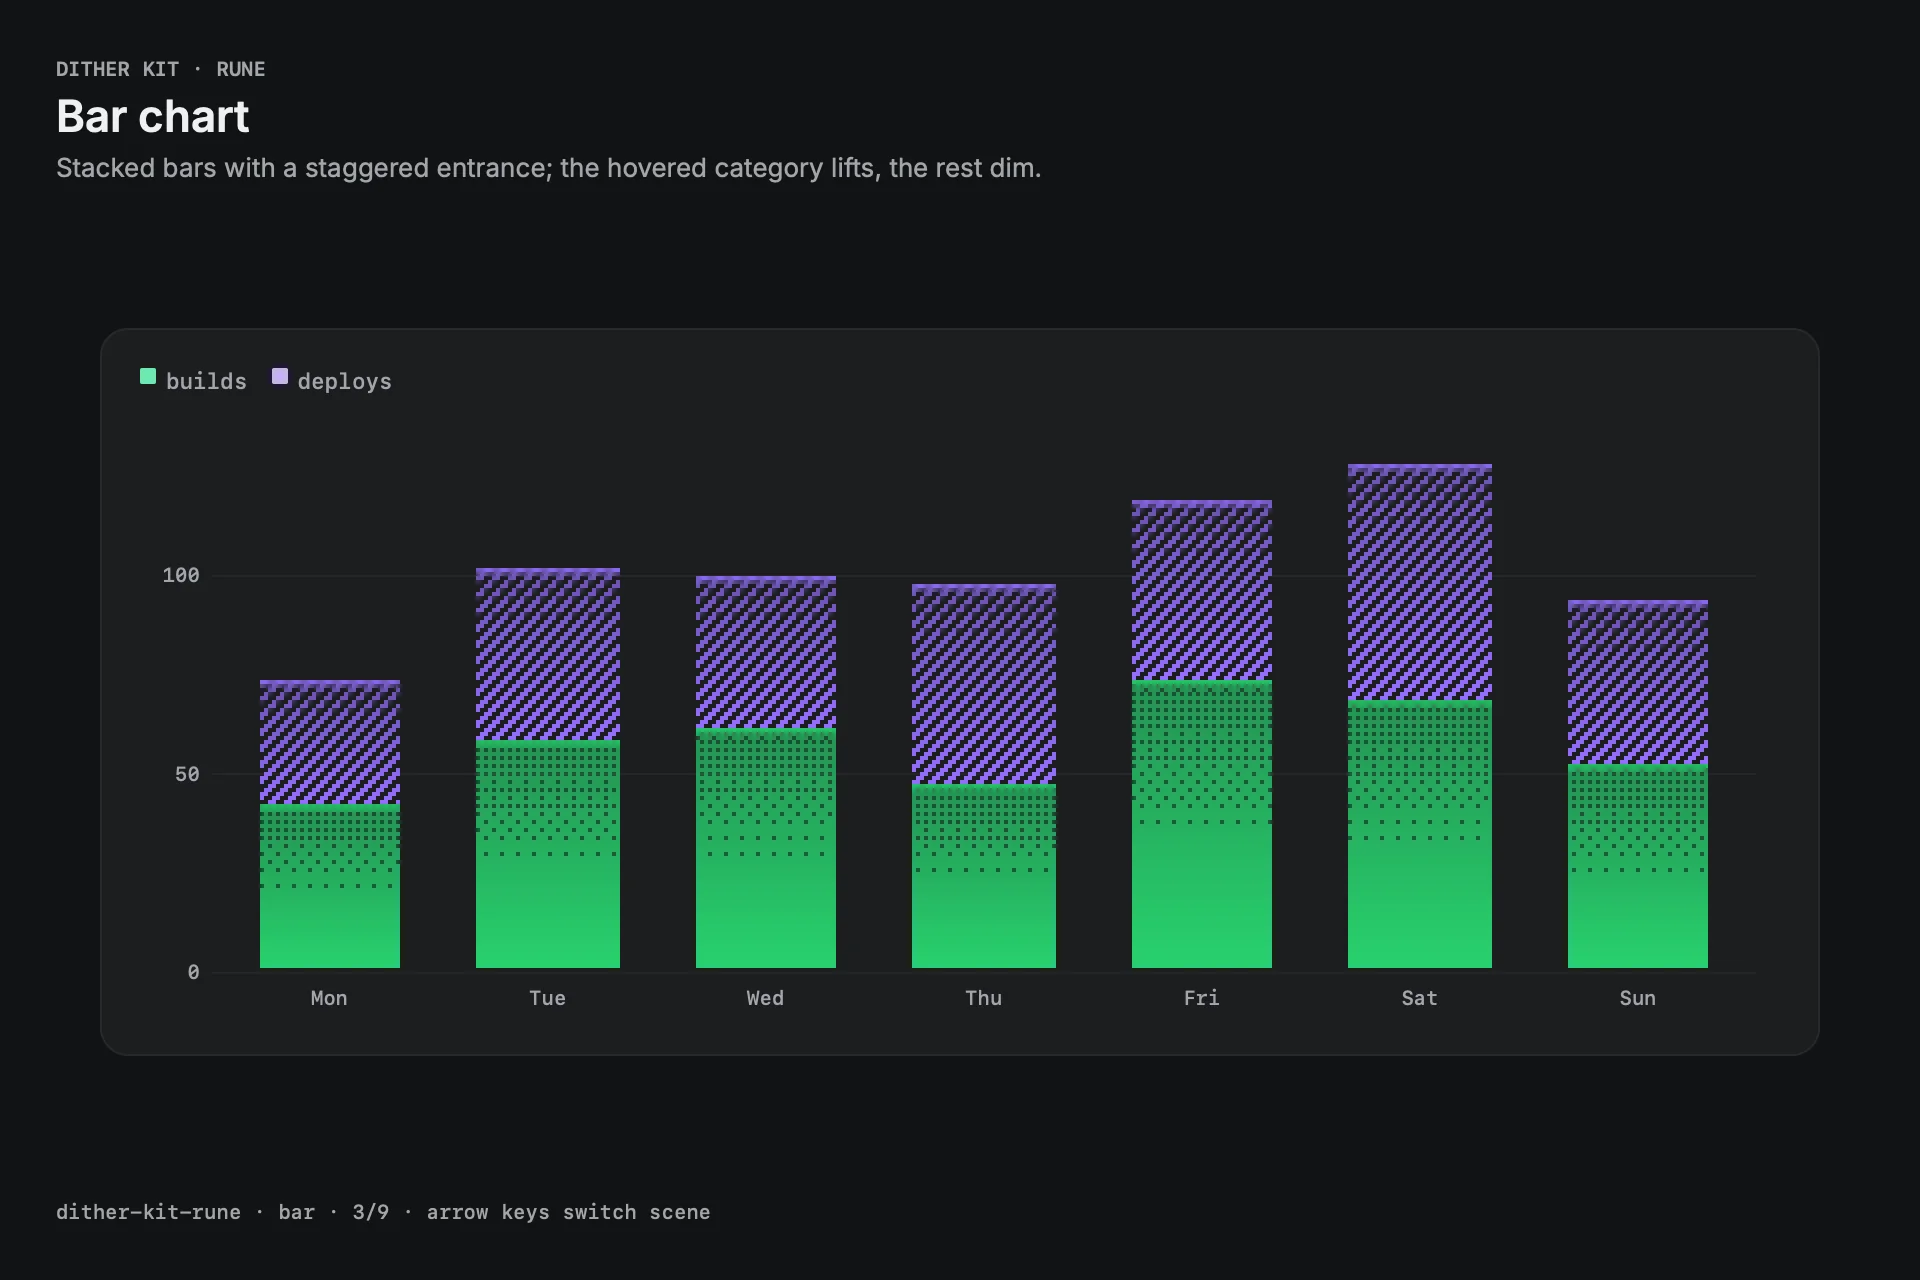 DITHER KIT · RUNE
Bar chart
Stacked bars with a staggered entrance; the hovered category lifts, the rest dim.
builds deploys
100
50
0
Mon Tue Wed Thu Fri Sat Sun
dither-kit-rune · bar · 3/9 · arrow keys switch scene